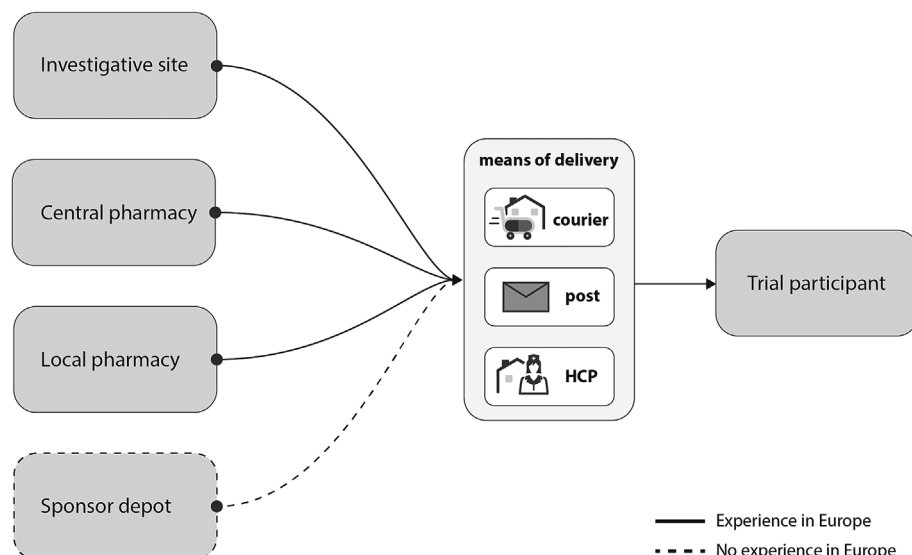 Investigative site
Central pharmacy
Local pharmacy
Sponsor depot
means of delivery
courier
post
HCP
Trial participant
Experience in Europe
No experience in Europe